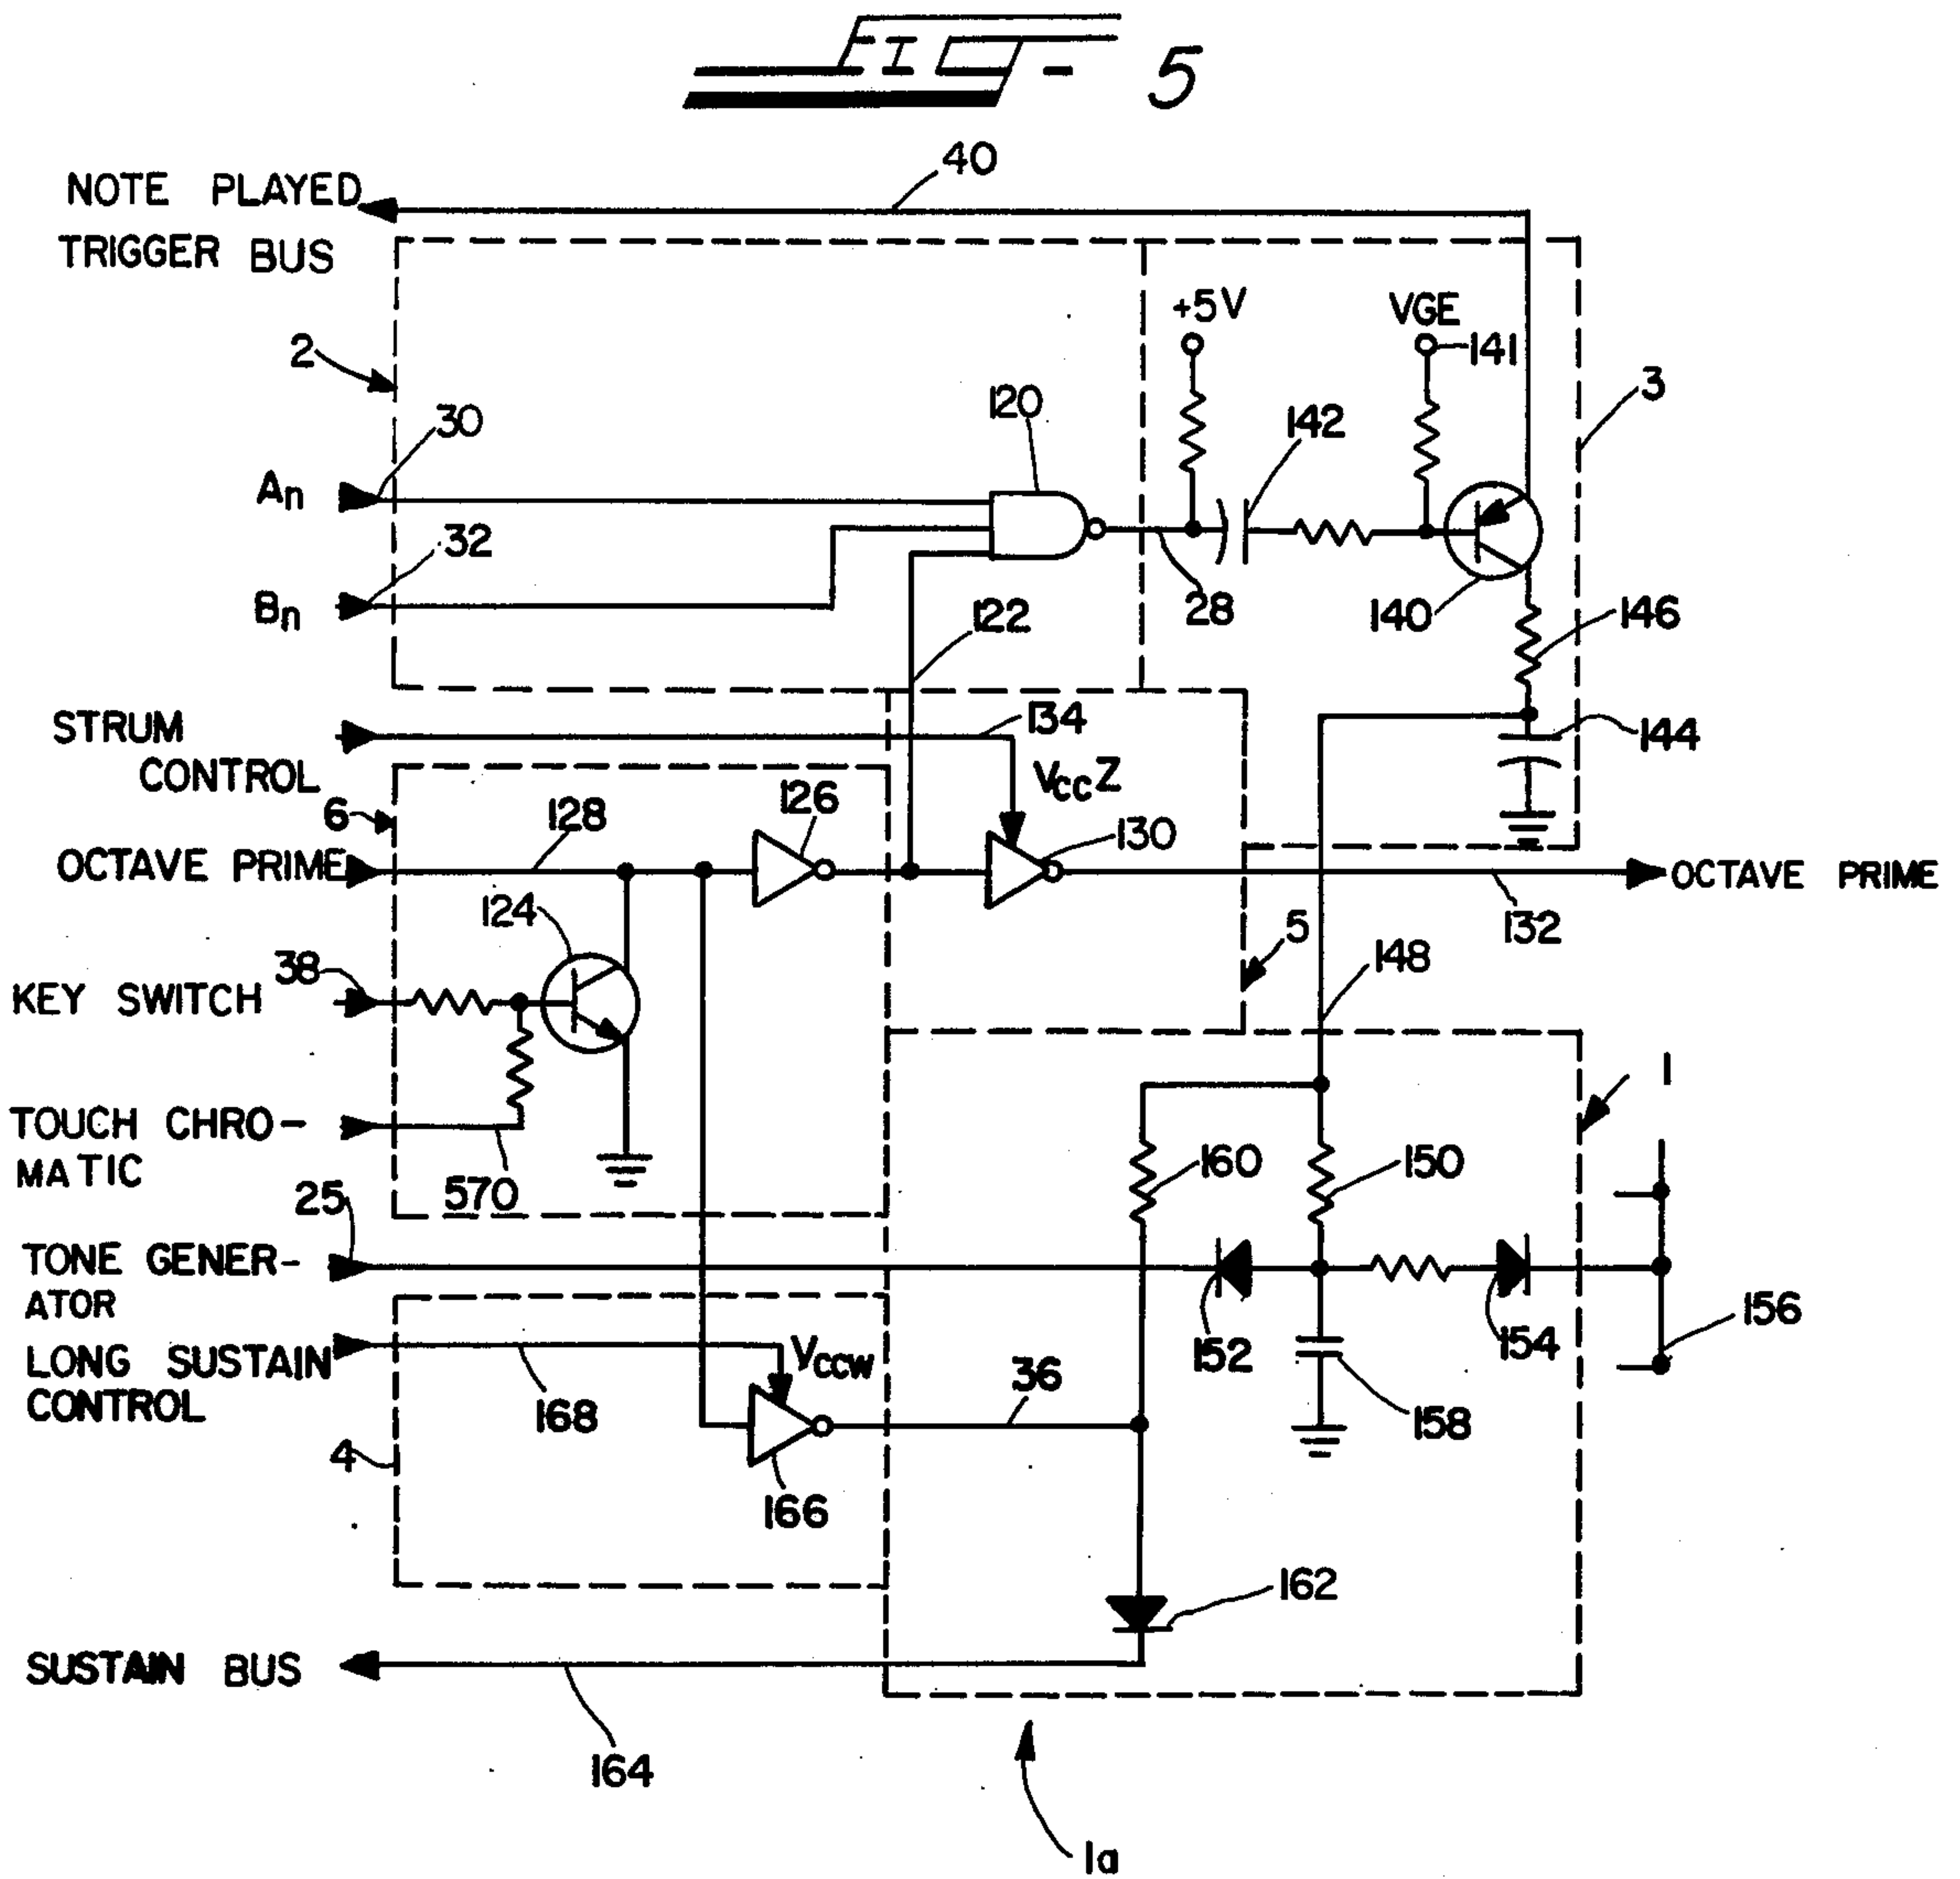 FIG - 5
40
NOTE PLAYED
TRIGGER BUS
+5V
VGE
141
2
3
120
142
30
An
32
Bn
28
140
146
122
STRUM
CONTROL
134
144
VCCZ
6
128
126
130
OCTAVE PRIME
OCTAVE PRIME
124
132
5
38
148
KEY SWITCH
1
TOUCH CHRO-
MATIC
160
150
570
25
TONE GENER-
ATOR
152
154
156
LONG SUSTAIN
CONTROL
VCCW
168
36
158
4
166
162
SUSTAIN BUS
164
1a